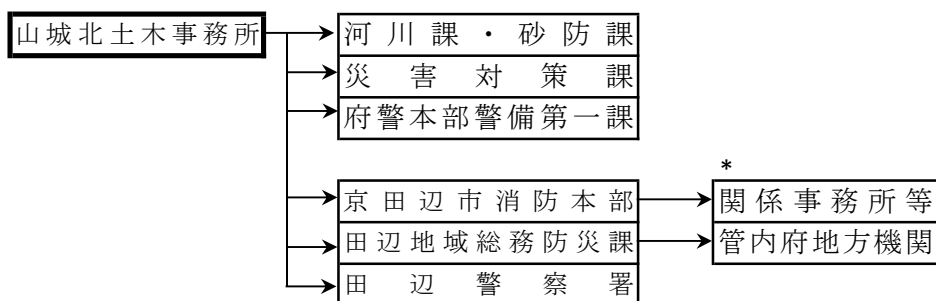 山城北土木事務所
河川課・砂防課
災害対策課
府警本部警備第一課
*
京田辺市消防本部
関係事務所等
田辺地域総務防災課
管内府地方機関
田辺警察署